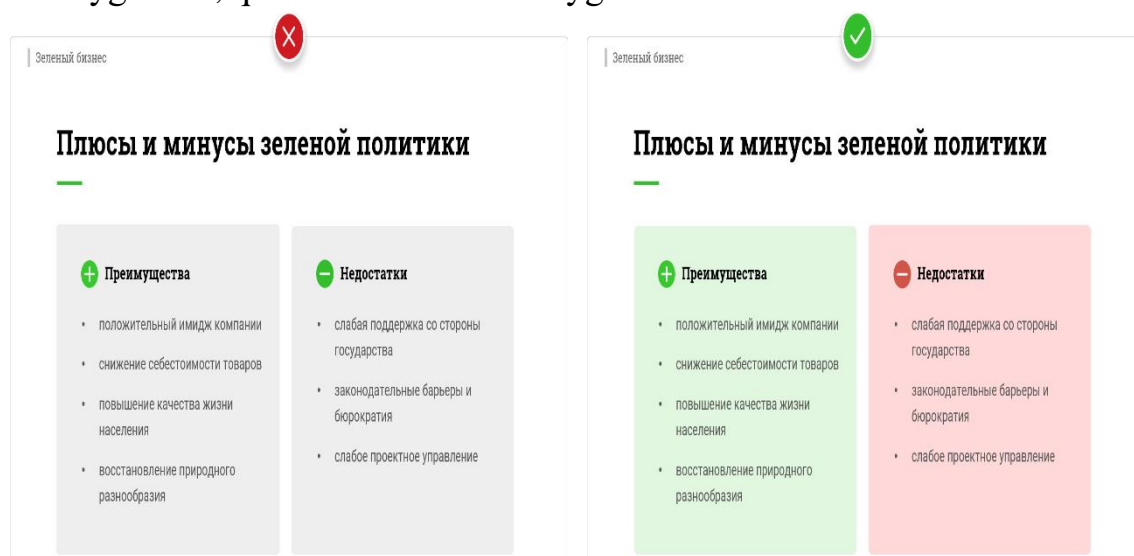 Зеленый бизнес
Плюсы и минусы зеленой политики
Преимущества
• положительный имидж компании
• снижение себестоимости товаров
• повышение качества жизни
населения
• восстановление природного
разнообразия
Недостатки
• слабая поддержка со стороны
государства
• законодательные барьеры и
бюрократия
• слабое проектное управление
Зеленый бизнес
Плюсы и минусы зеленой политики
Преимущества
• положительный имидж компании
• снижение себестоимости товаров
• повышение качества жизни
населения
• восстановление природного
разнообразия
Недостатки
• слабая поддержка со стороны
государства
• законодательные барьеры и
бюрократия
• слабое проектное управление